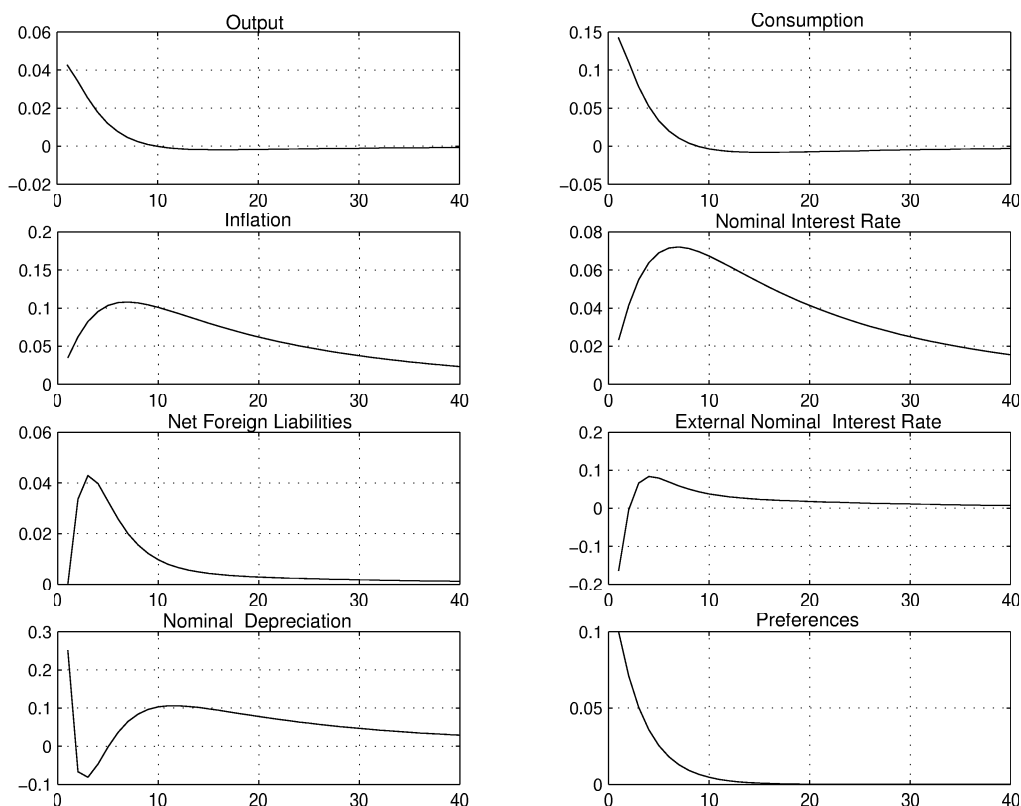 Output
0.06
0.04
0.02
0
−0.02
0 10 20 30 40
Consumption
0.15
0.1
0.05
0
−0.05
0 10 20 30 40
Inflation
0.2
0.15
0.1
0.05
0
0 10 20 30 40
Nominal Interest Rate
0.08
0.06
0.04
0.02
0
0 10 20 30 40
Net Foreign Liabilities
0.06
0.04
0.02
0
0 10 20 30 40
External Nominal Interest Rate
0.2
0.1
0
−0.1
−0.2
0 10 20 30 40
Nominal Depreciation
0.3
0.2
0.1
0
−0.1
0 10 20 30 40
Preferences
0.1
0.05
0
0 10 20 30 40